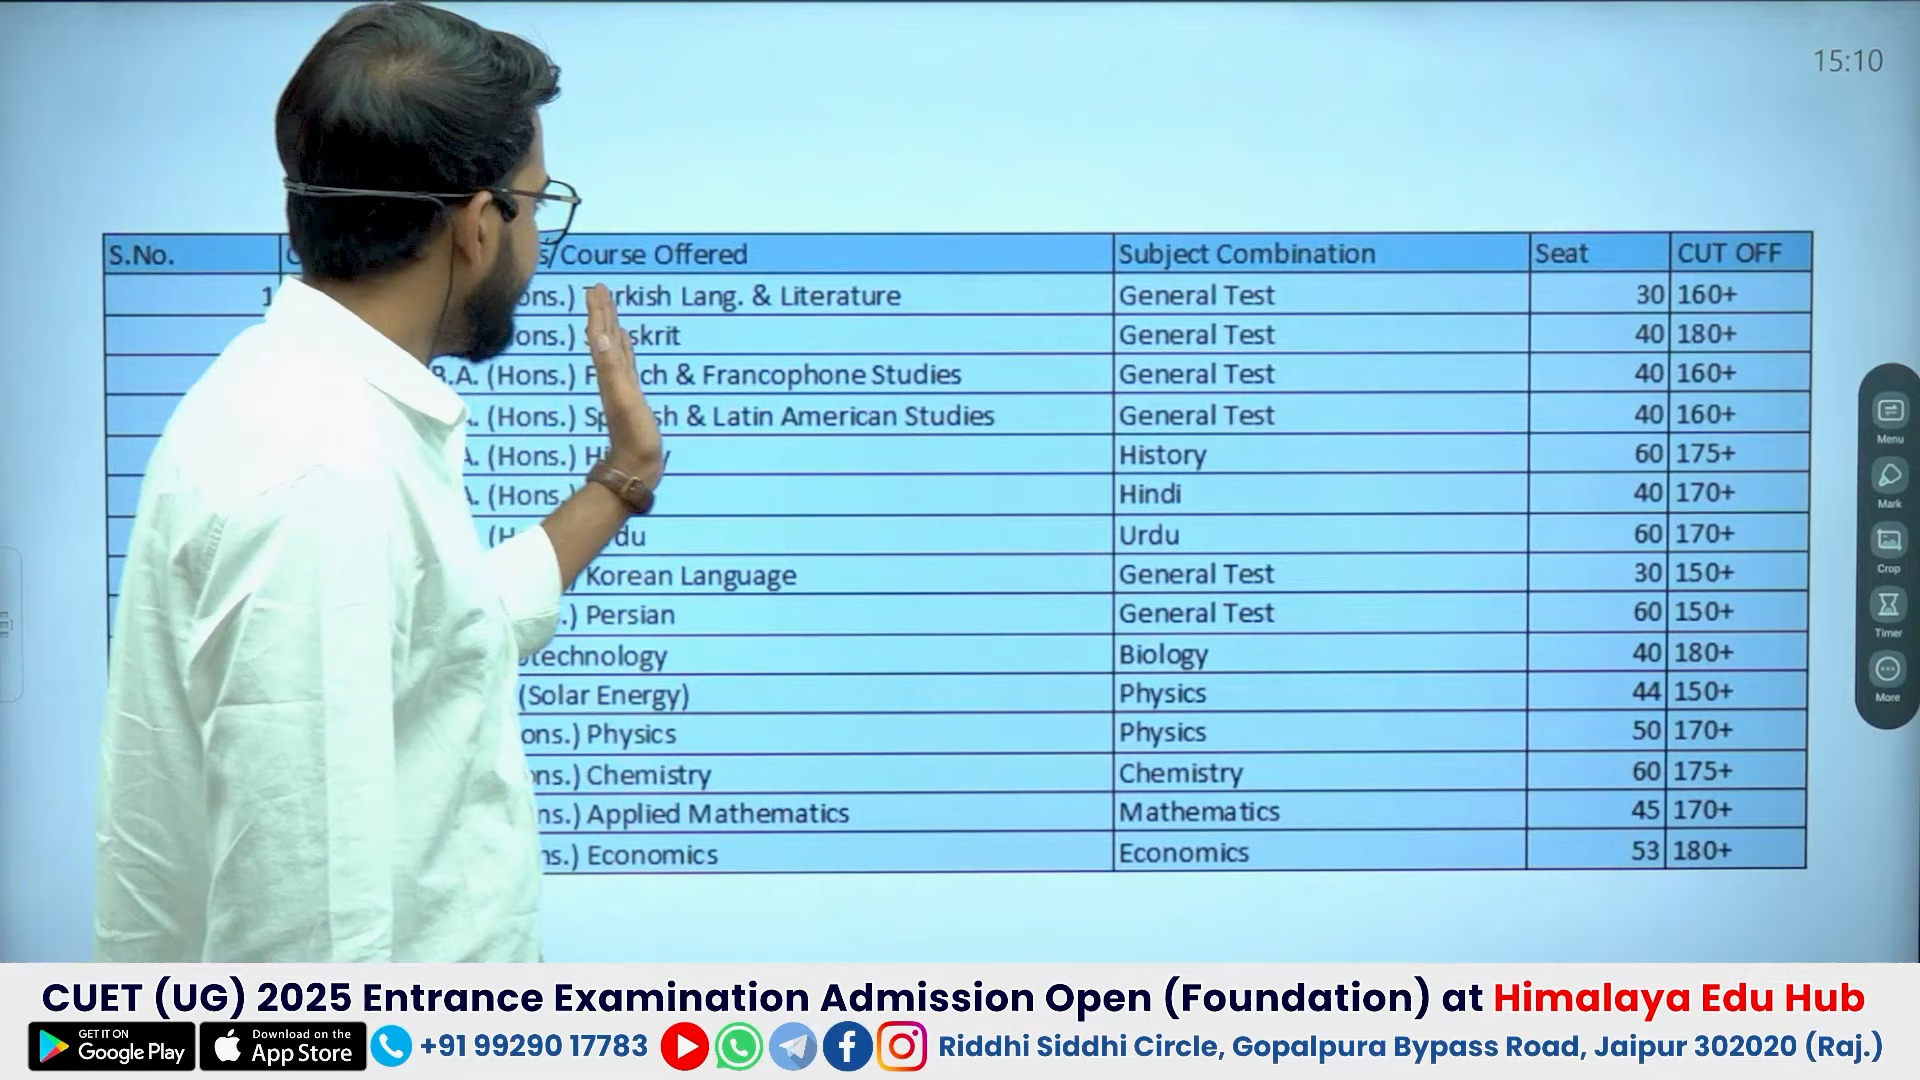 15:10
S.No. /Course Offered Subject Combination Seat CUT OFF
1 ons.) Turkish Lang. & Literature General Test 30 160+
ons.) General Test 40 180+
B.A. (Hons.) & Francophone Studies General Test 40 160+
(Hons.) & Latin American Studies General Test 40 160+
(Hons.) History 60 175+
(Hons.) Hindi 40 170+
Urdu 60 170+
Korean Language General Test 30 150+
Persian General Test 60 150+
Biology 40 180+
(Solar Energy) Physics 44 150+
ons.) Physics Physics 50 170+
ons.) Chemistry Chemistry 60 175+
ns.) Applied Mathematics Mathematics 45 170+
ns.) Economics Economics 53 180+
Menu
Mark
Crop
Timer
More
CUET (UG) 2025 Entrance Examination Admission Open (Foundation) at Himalaya Edu Hub
GET IT ON Google Play Download on the App Store +91 99290 17783 Riddhi Siddhi Circle, Gopalpura Bypass Road, Jaipur 302020 (Raj.)